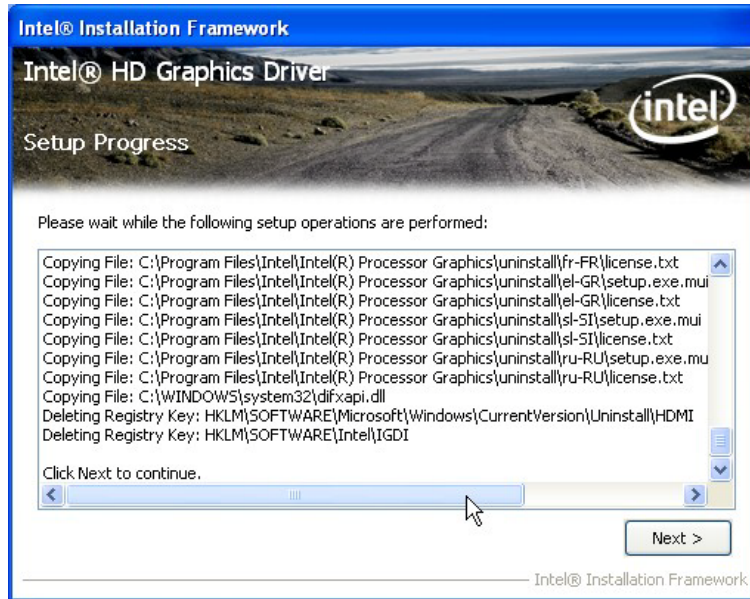 Intel® Installation Framework
Intel® HD Graphics Driver
intel
Setup Progress
Please wait while the following setup operations are performed:
Copying File: C:\Program Files\Intel\Intel(R) Processor Graphics\uninstall\fr-FR\license.txt
Copying File: C:\Program Files\Intel\Intel(R) Processor Graphics\uninstall\el-GR\setup.exe.mui
Copying File: C:\Program Files\Intel\Intel(R) Processor Graphics\uninstall\el-GR\license.txt
Copying File: C:\Program Files\Intel\Intel(R) Processor Graphics\uninstall\sl-SI\setup.exe.mui
Copying File: C:\Program Files\Intel\Intel(R) Processor Graphics\uninstall\sl-SI\license.txt
Copying File: C:\Program Files\Intel\Intel(R) Processor Graphics\uninstall\ru-RU\setup.exe.mu
Copying File: C:\Program Files\Intel\Intel(R) Processor Graphics\uninstall\ru-RU\license.txt
Copying File: C:\WINDOWS\system32\difxapi.dll
Deleting Registry Key: HKLM\SOFTWARE\Microsoft\Windows\CurrentVersion\Uninstall\HDMI
Deleting Registry Key: HKLM\SOFTWARE\Intel\IGDI
Click Next to continue.
Next >
Intel® Installation Framework